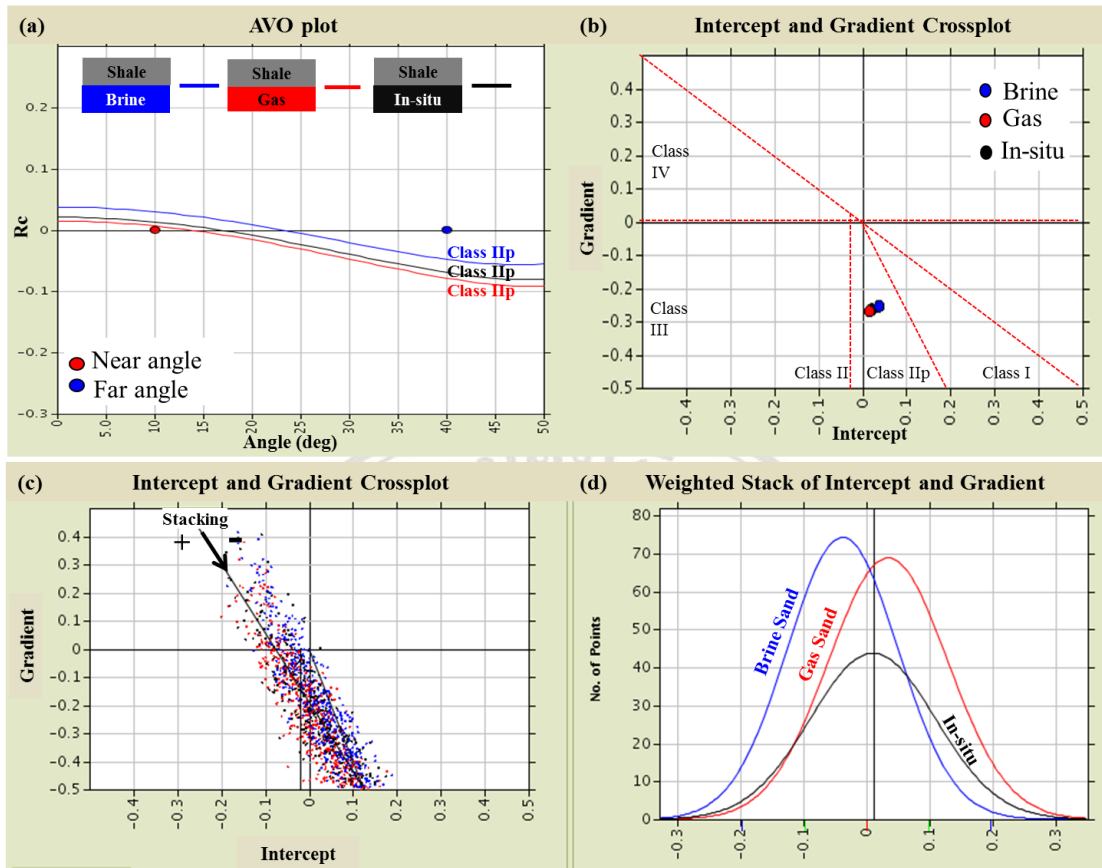 (a) AVO plot
Shale Shale Shale
Brine Gas In-situ
0.2
0.1
0
-0.1
-0.2
-0.3
Rc
Class IIp
Class IIp
Class IIp
Near angle
Far angle
0 5.0 10.0 15.0 20.0 25.0 30.0 35.0 40.0 45.0 50.0
Angle (deg)
(b) Intercept and Gradient Crossplot
0.4
0.3
0.2
0.1
0
-0.1
-0.2
-0.3
-0.4
-0.5
Gradient
Brine
Gas
In-situ
Class
IV
Class
III
Class II Class IIp Class I
-0.4 -0.3 -0.2 -0.1 0 0.1 0.2 0.3 0.4 0.5
Intercept
(c) Intercept and Gradient Crossplot
Stacking
+ -
0.4
0.3
0.2
0.1
0
-0.1
-0.2
-0.3
-0.4
-0.5
Gradient
-0.4 -0.3 -0.2 -0.1 0 0.1 0.2 0.3 0.4 0.5
Intercept
(d) Weighted Stack of Intercept and Gradient
80
70
60
50
40
30
20
10
0
No. of Points
Brine Sand
Gas Sand
In-situ
-0.3 -0.2 -0.1 0 0.1 0.2 0.3